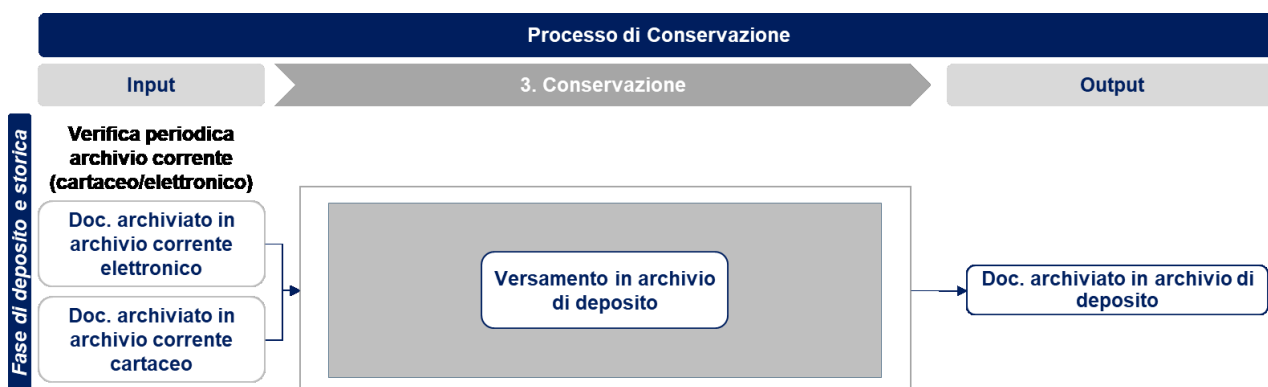 Processo di Conservazione
Input
3. Conservazione
Output
Fase di deposito e storica
Verifica periodica
archivio corrente
(cartaceo/elettronico)
Doc. archiviato in
archivio corrente
elettronico
Doc. archiviato in
archivio corrente
cartaceo
Versamento in archivio
di deposito
Doc. archiviato in archivio di
deposito